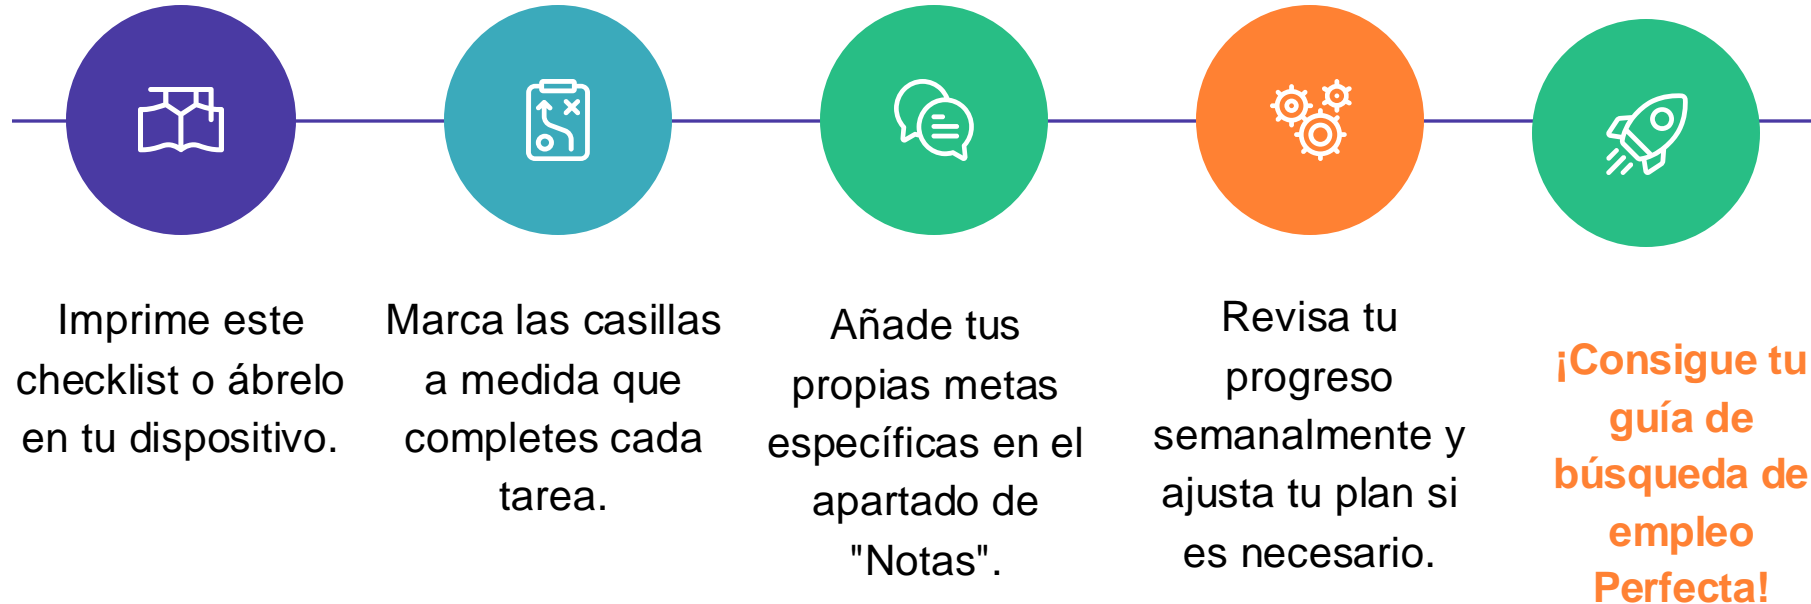 Imprime este
checklist o ábrelo
en tu dispositivo.
Marca las casillas
a medida que
completes cada
tarea.
Añade tus
propias metas
específicas en el
apartado de
"Notas".
Revisa tu
progreso
semanalmente y
ajusta tu plan si
es necesario.
¡Consigue tu
guía de
búsqueda de
empleo
Perfecta!